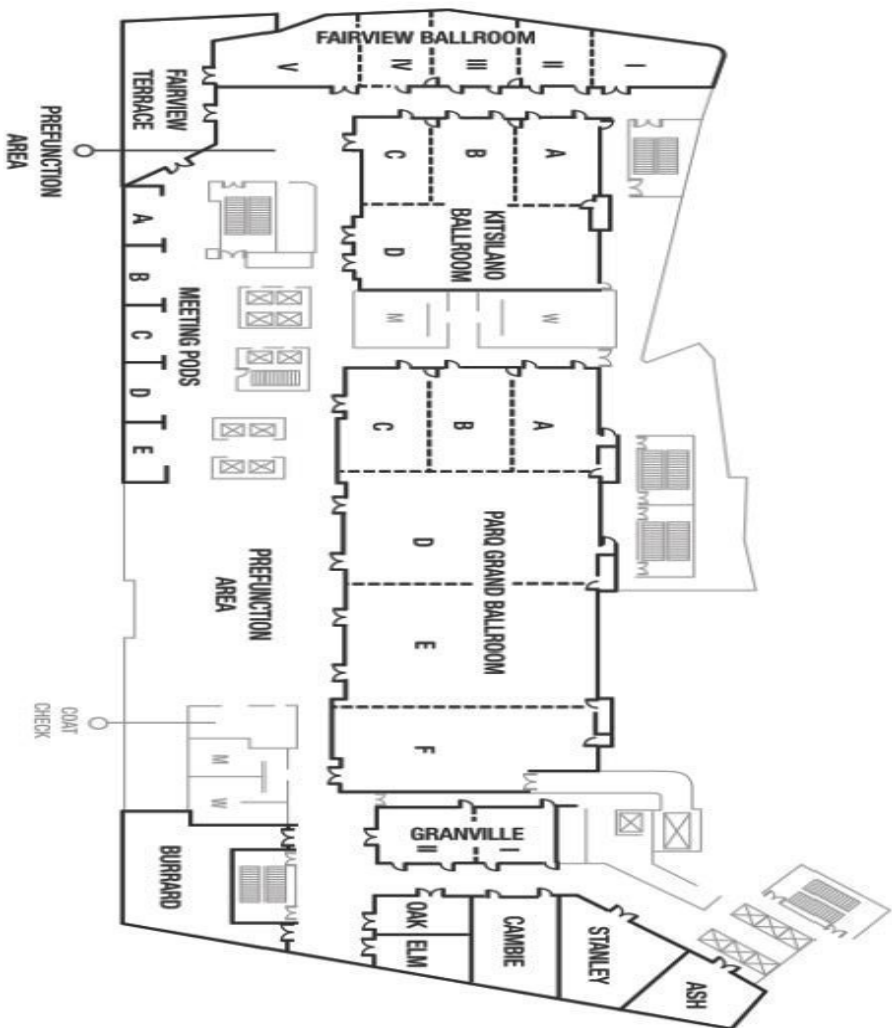 FAIRVIEW BALLROOM
I
II
III
IV
V
FAIRVIEW
TERRACE
PREFUNCTION
AREA
A
B
C
KITSILANO
BALLROOM
D
M
W
MEETING PODS
A
B
C
D
E
A
B
C
PARQ GRAND BALLROOM
D
E
F
PREFUNCTION
AREA
COAT
CHECK
M
W
GRANVILLE
I
II
BURRARD
OAK
ELM
CAMBIE
STANLEY
ASH